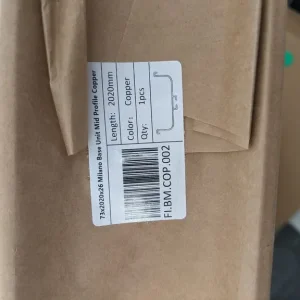 73x2020x26 Milano Base Unit Mid Profile Copper
Length: 2020mm
Color: Copper
Qty: 1pcs
FI.BM.COP.002